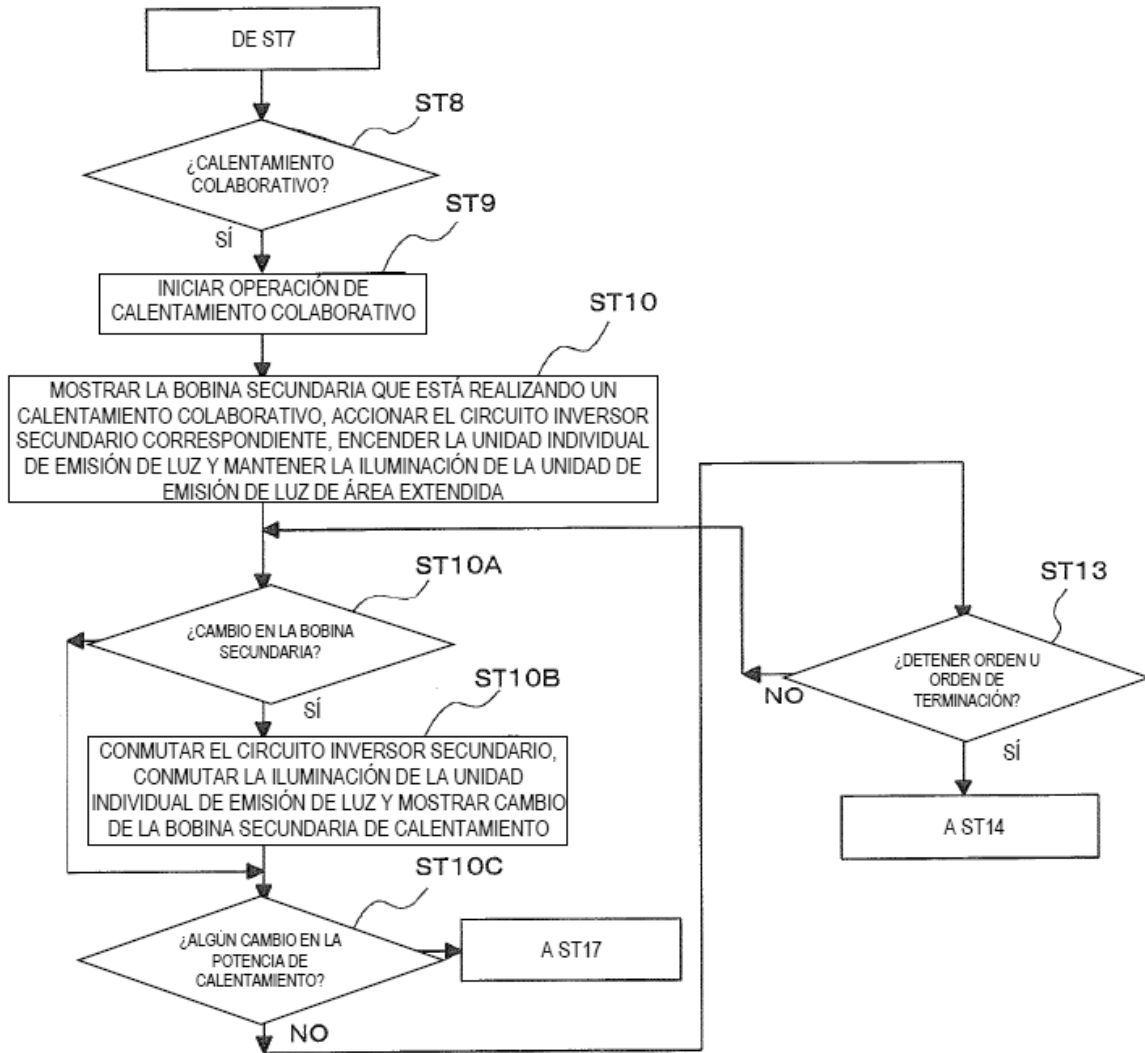 DE ST7
ST8
¿CALENTAMIENTO
COLABORATIVO?
SÍ
ST9
INICIAR OPERACIÓN DE
CALENTAMIENTO COLABORATIVO
ST10
MOSTRAR LA BOBINA SECUNDARIA QUE ESTÁ REALIZANDO UN
CALENTAMIENTO COLABORATIVO, ACCIONAR EL CIRCUITO INVERSOR
SECUNDARIO CORRESPONDIENTE, ENCENDER LA UNIDAD INDIVIDUAL
DE EMISIÓN DE LUZ Y MANTENER LA ILUMINACIÓN DE LA UNIDAD DE
EMISIÓN DE LUZ DE ÁREA EXTENDIDA
ST10A
¿CAMBIO EN LA BOBINA
SECUNDARIA?
SÍ
ST10B
CONMUTAR EL CIRCUITO INVERSOR SECUNDARIO,
CONMUTAR LA ILUMINACIÓN DE LA UNIDAD
INDIVIDUAL DE EMISIÓN DE LUZ Y MOSTRAR CAMBIO
DE LA BOBINA SECUNDARIA DE CALENTAMIENTO
ST10C
¿ALGÚN CAMBIO EN LA
POTENCIA DE
CALENTAMIENTO?
NO
A ST17
ST13
¿DETENER ORDEN U
ORDEN DE
TERMINACIÓN?
NO
SÍ
A ST14